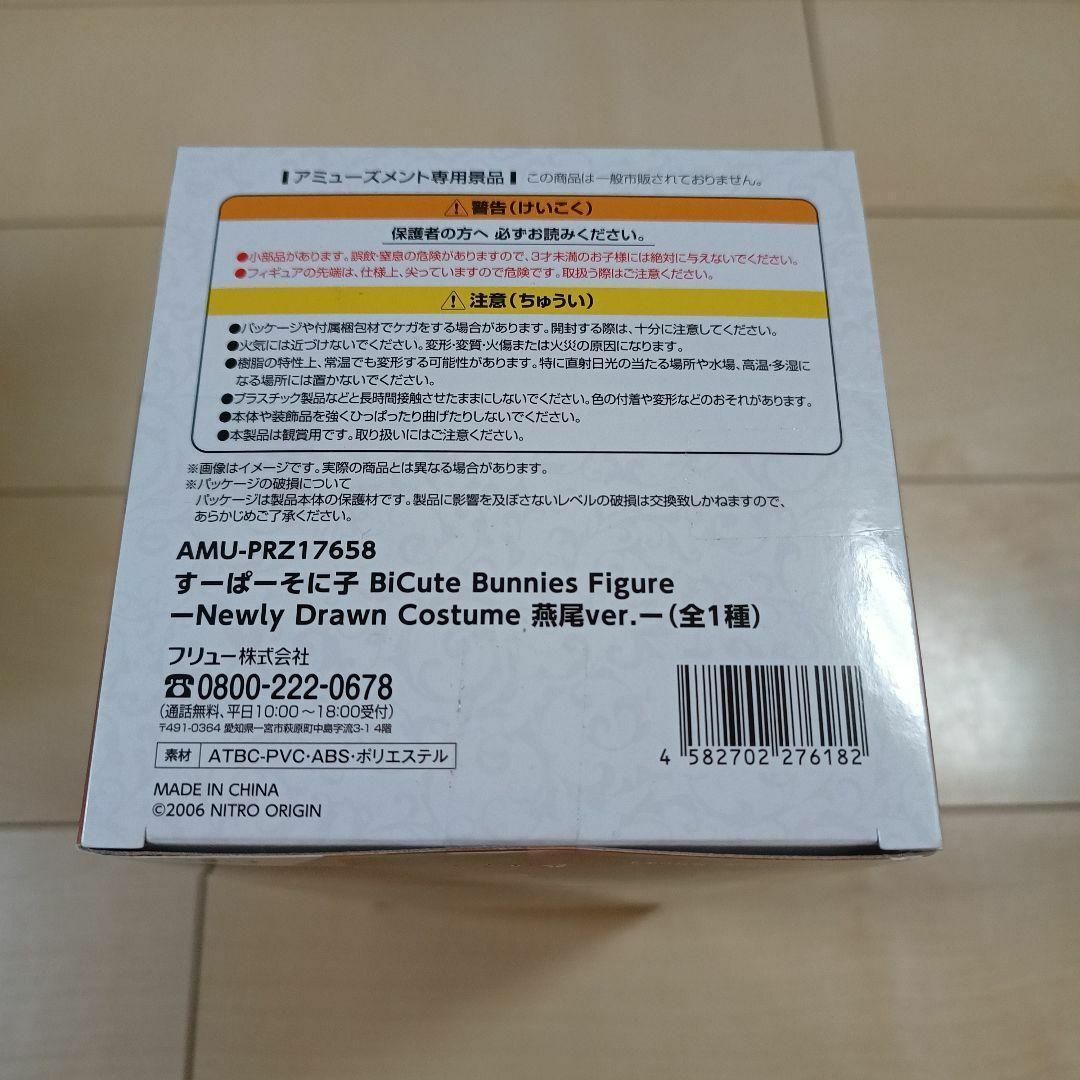 アミューズメント専用景品 この商品は一般市販されておりません。
警告(けいこく)
保護者の方へ 必ずお読みください。
●小部品があります。誤飲・窒息の危険がありますので、3才未満のお子様には絶対に与えないでください。
●フィギュアの先端は、仕様上、尖っていますので危険です。取扱う際はご注意ください。
注意(ちゅうい)
●パッケージや付属梱包材でケガをする場合があります。開封する際は、十分に注意してください。
●火気には近づけないでください。変形・変質・火傷または火災の原因になります。
●樹脂の特性上、常温でも変形する可能性があります。特に直射日光の当たる場所や水場、高温・多湿に
なる場所には置かないでください。
●プラスチック製品などと長時間接触させたままにしないでください。色の付着や変形などのおそれがあります。
●本体や装飾品を強くひっぱったり曲げたりしないでください。
●本製品は観賞用です。取り扱いにはご注意ください。
※画像はイメージです。実際の商品とは異なる場合があります。
※パッケージの破損について
パッケージは製品本体の保護材です。製品に影響を及ぼさないレベルの破損は交換致しかねますので、
あらかじめご了承ください。
AMU-PRZ17658
すーぱーそに子 BiCute Bunnies Figure
ーNewly Drawn Costume 燕尾ver.ー(全1種)
フリュー株式会社
☎0800-222-0678
(通話無料、平日10:00〜18:00受付)
〒491-0364 愛知県一宮市萩原町中島字流3-1 4階
素材 ATBC-PVC・ABS・ポリエステル
4 582702 276182
MADE IN CHINA
©2006 NITRO ORIGIN